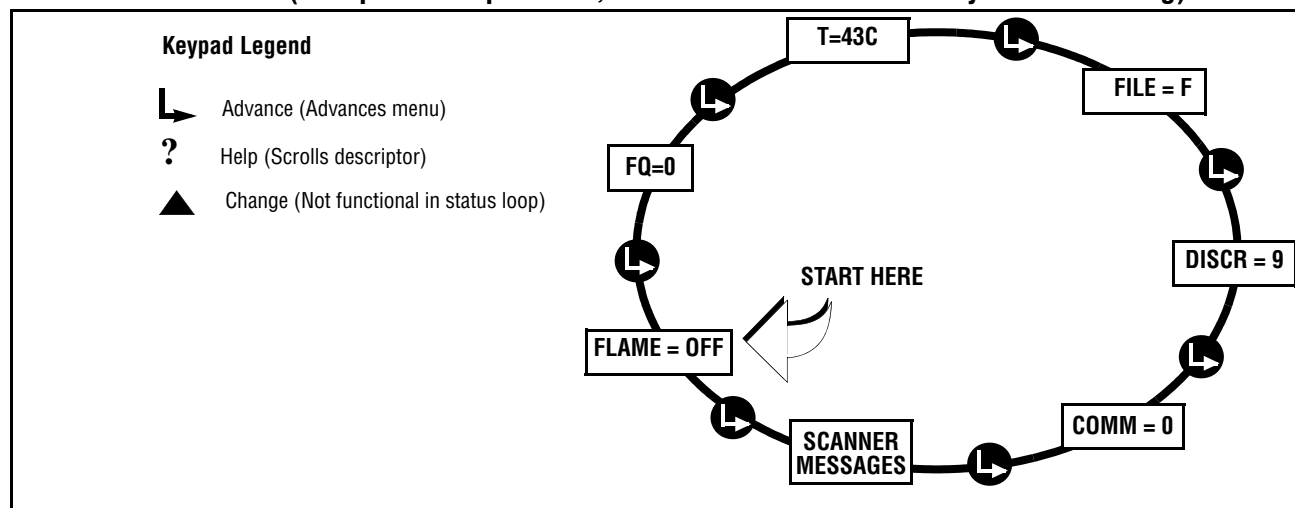 Keypad Legend
Advance (Advances menu)
? Help (Scrolls descriptor)
Change (Not functional in status loop)
T=43C
FILE = F
FQ=0
DISCR = 9
START HERE
FLAME = OFF
COMM = 0
SCANNER
MESSAGES